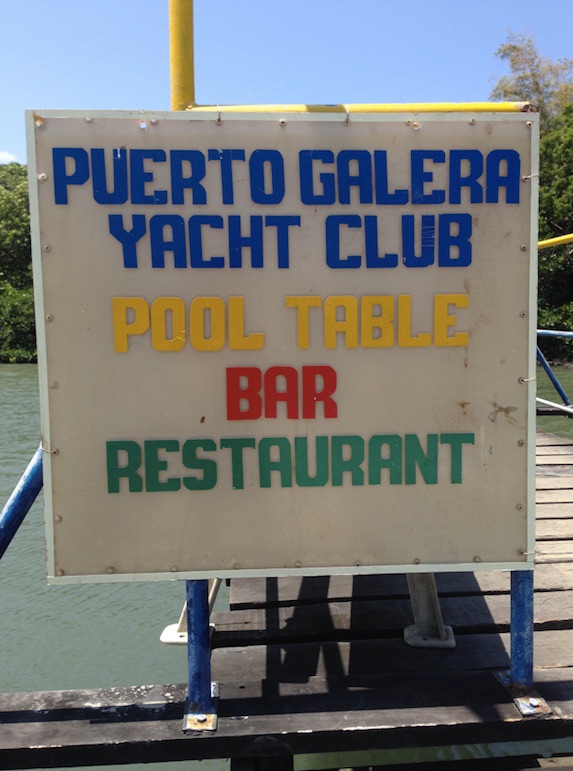 PUERTO GALERA
YACHT CLUB
POOL TABLE
BAR
RESTAURANT